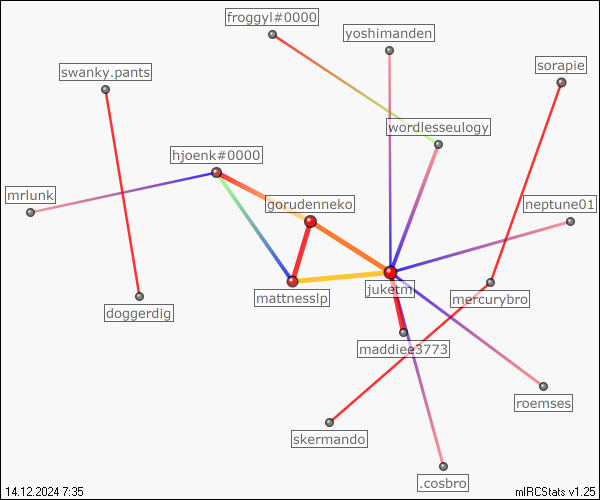 froggyl#0000
yoshimanden
sorapie
swanky.pants
wordlesseulogy
hjoenk#0000
mrlunk
gorudenneko
neptune01
juketm
mattnesslp
mercurybro
doggerdig
maddiee3773
roemses
skermando
.cosbro
14.12.2024 7:35
mIRCStats v1.25